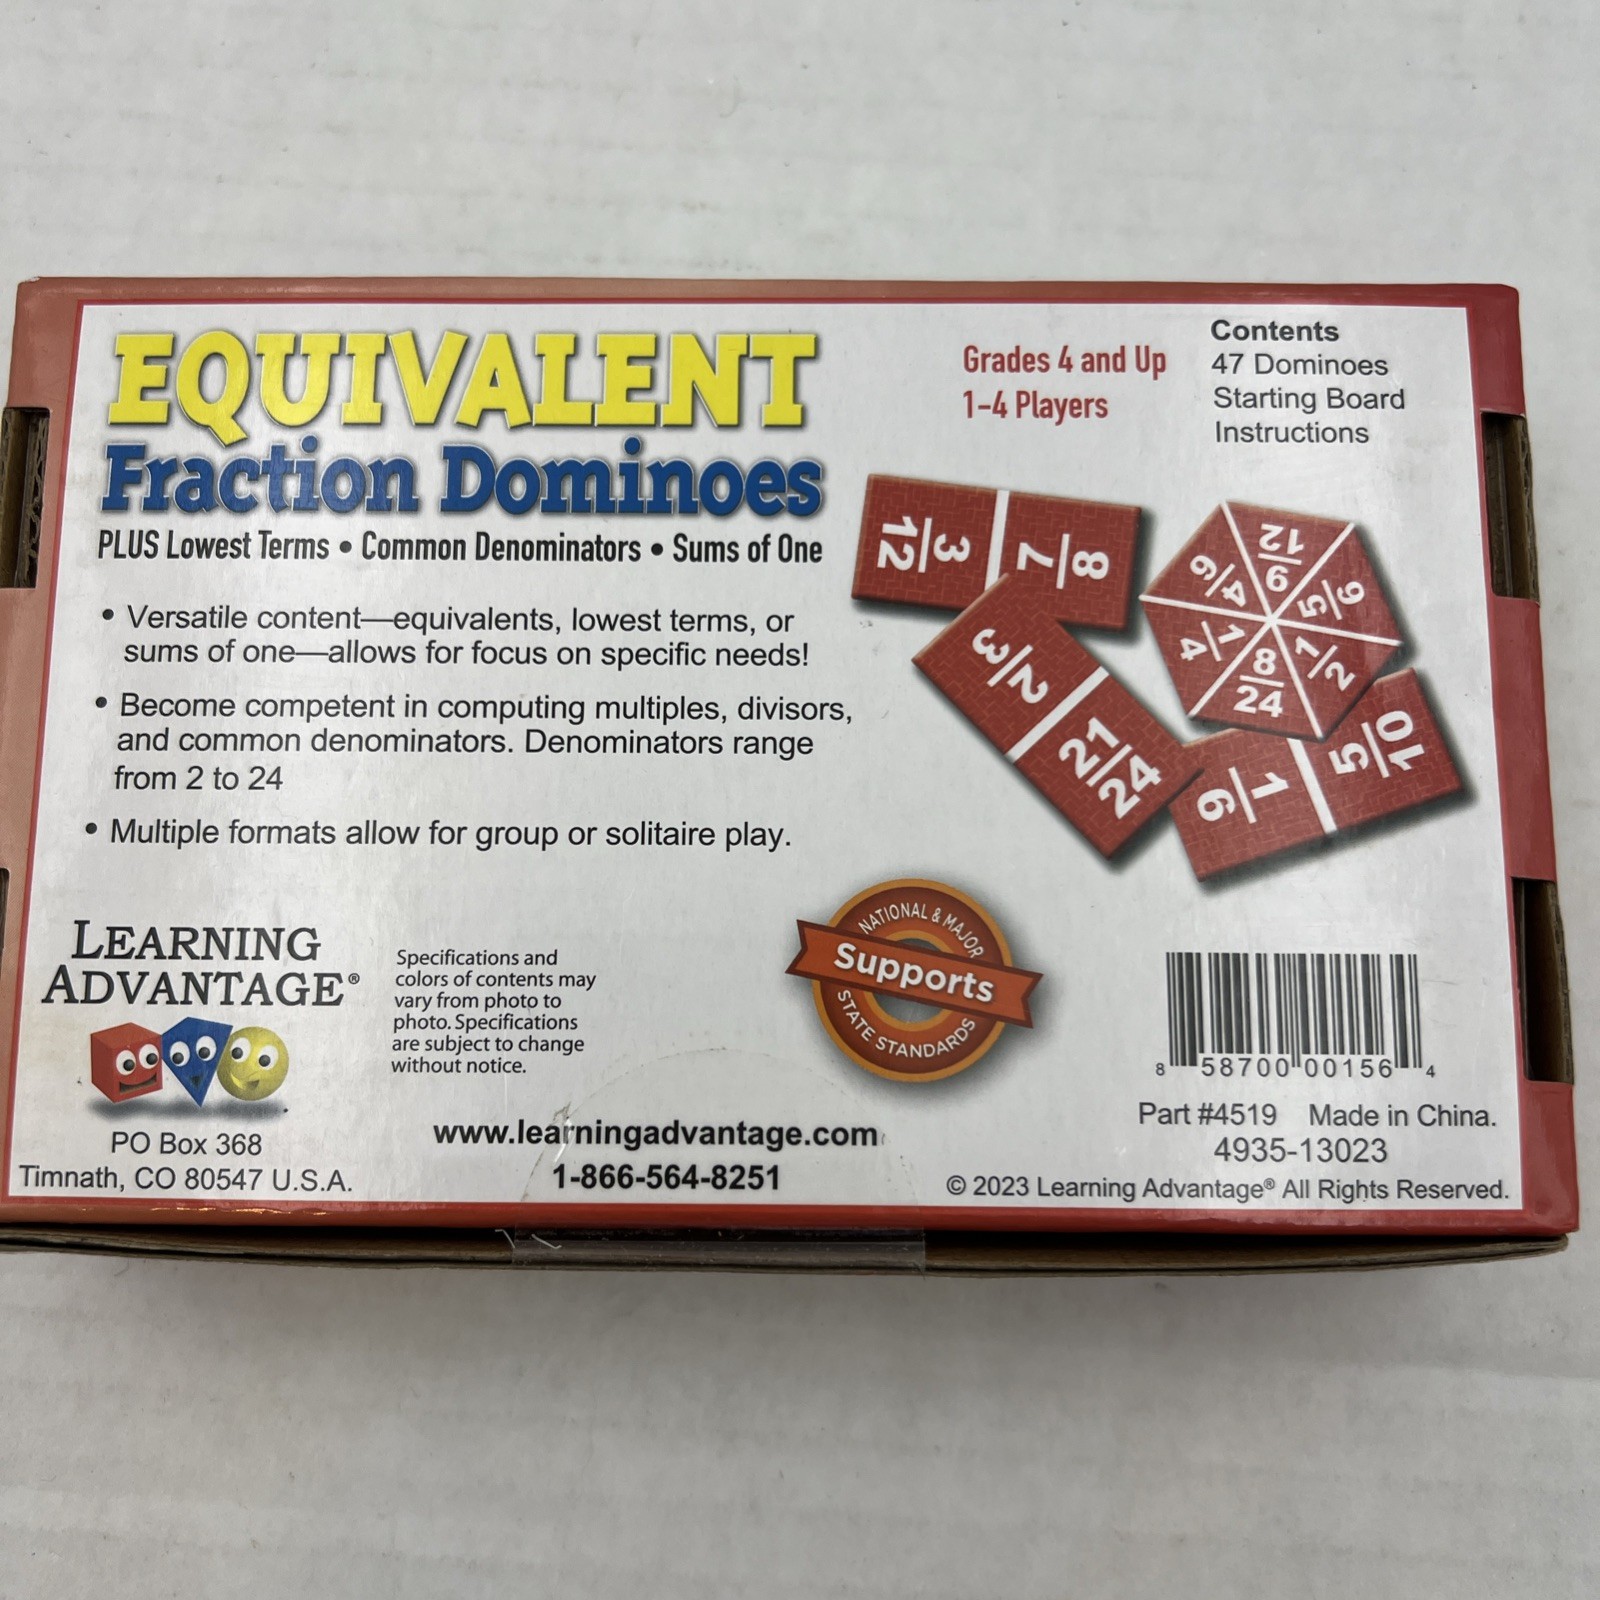 EQUIVALENT
Fraction Dominoes
PLUS Lowest Terms • Common Denominators • Sums of One
• Versatile content—equivalents, lowest terms, or
sums of one—allows for focus on specific needs!
• Become competent in computing multiples, divisors,
and common denominators. Denominators range
from 2 to 24
• Multiple formats allow for group or solitaire play.
Grades 4 and Up
1-4 Players
Contents
47 Dominoes
Starting Board
Instructions
3/12
8/7
3/2
21/24
1/6
5/10
9/12
5/6
1/2
8/24
1/4
4/6
LEARNING
ADVANTAGE®
PO Box 368
Timnath, CO 80547 U.S.A.
Specifications and
colors of contents may
vary from photo to
photo. Specifications
are subject to change
without notice.
www.learningadvantage.com
1-866-564-8251
NATIONAL & MAJOR
Supports
STATE STANDARDS
8 58700 00156 4
Part #4519 Made in China.
4935-13023
© 2023 Learning Advantage® All Rights Reserved.